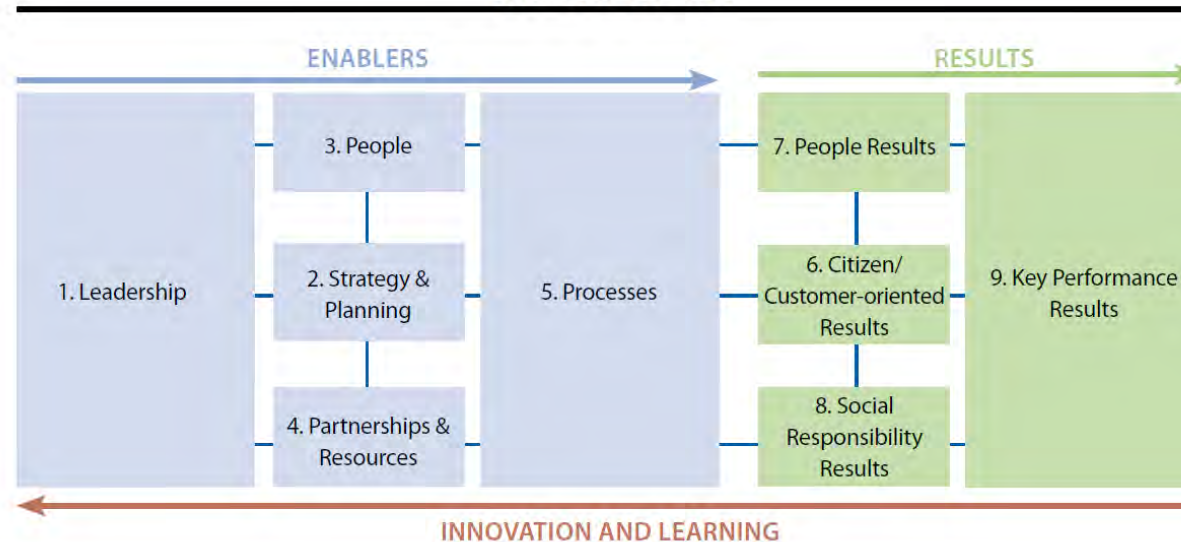 ENABLERS
RESULTS
1. Leadership
3. People
2. Strategy &
Planning
4. Partnerships &
Resources
5. Processes
7. People Results
6. Citizen/
Customer-oriented
Results
8. Social
Responsibility
Results
9. Key Performance
Results
INNOVATION AND LEARNING